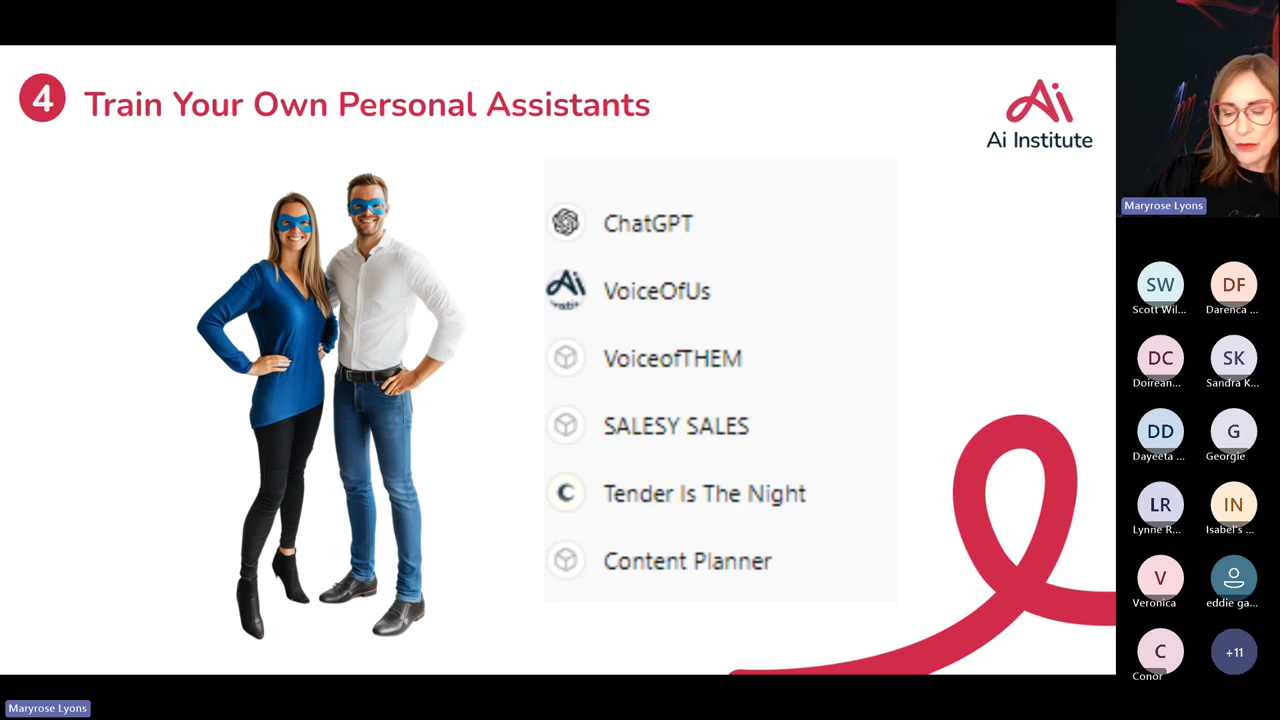 4 Train Your Own Personal Assistants
Ai
Ai Institute
ChatGPT
Ai
VoiceOfUs
VoiceofTHEM
SALESY SALES
Tender Is The Night
Content Planner
Maryrose Lyons
SW DF
Scott Wil... Darenca ...
DC SK
Doirean... Sandra K...
DD G
Dayeeta ... Georgie
LR IN
Lynne R... Isabel's ...
V
Veronica eddie ga...
C +11
Conor
Maryrose Lyons